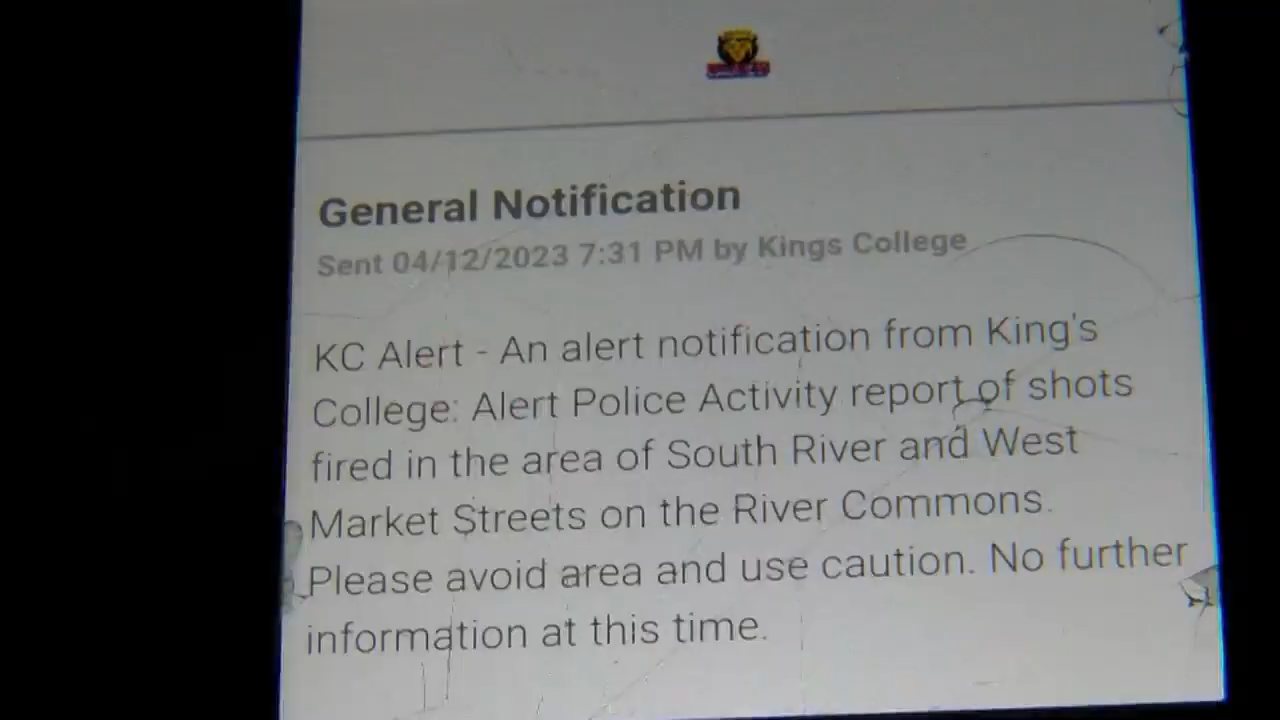 General Notification
Sent 04/12/2023 7:31 PM by Kings College
KC Alert - An alert notification from King's
College: Alert Police Activity report of shots
fired in the area of South River and West
Market Streets on the River Commons.
Please avoid area and use caution. No further
information at this time.